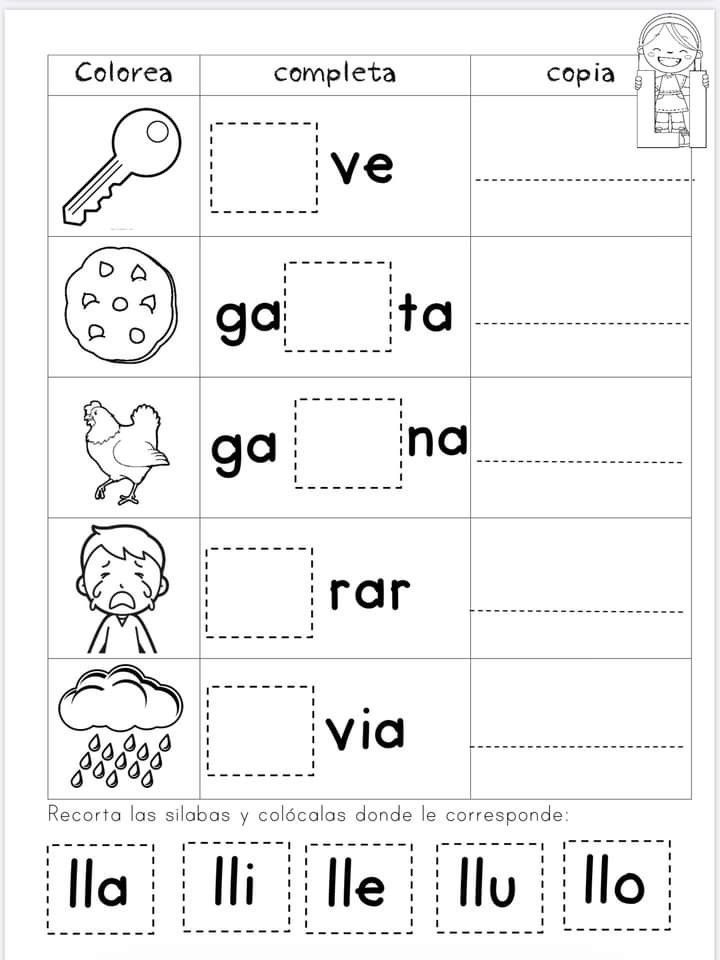 Colorea completa copia
ve
ga ta
ga na
rar
via
Recorta las silabas y colócalas donde le corresponde:
lla lli lle llu llo